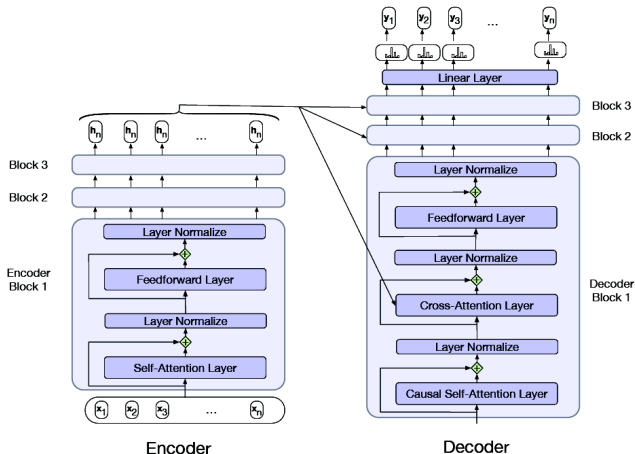 y1 y2 y3 ... yn
Linear Layer
Block 3
Block 2
Layer Normalize
Feedforward Layer
Layer Normalize
Cross-Attention Layer
Decoder
Block 1
Layer Normalize
Causal Self-Attention Layer
Decoder
hn hn hn ... hn
Block 3
Block 2
Layer Normalize
Encoder
Block 1
Feedforward Layer
Layer Normalize
Self-Attention Layer
x1 x2 x3 ... xn
Encoder